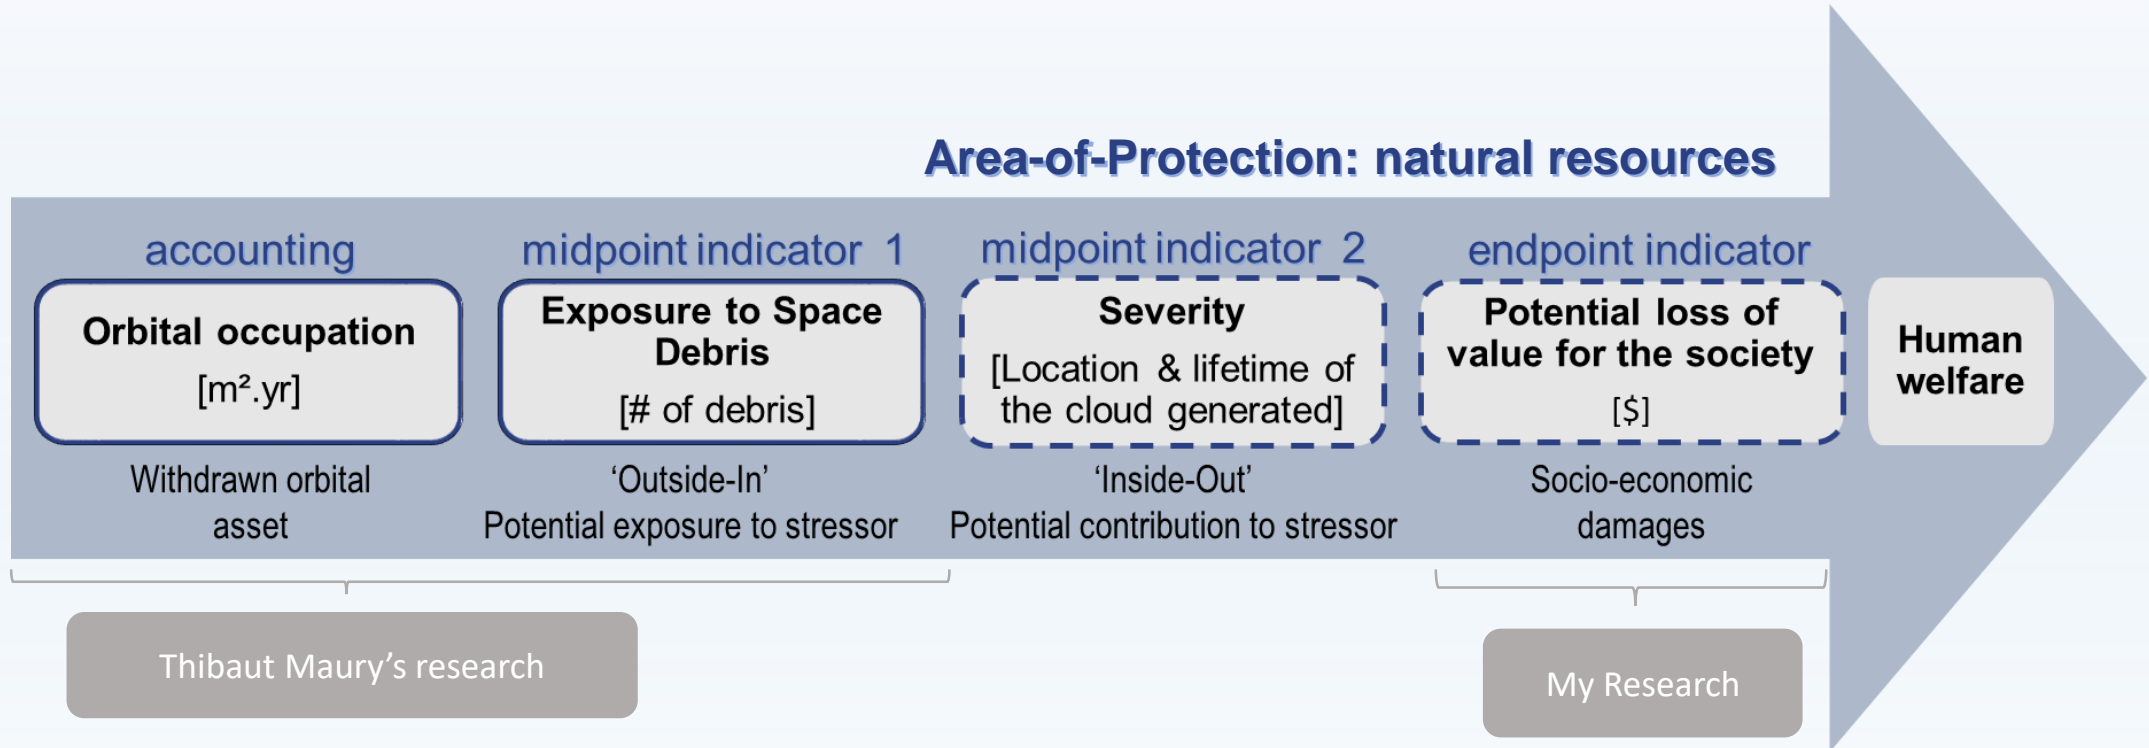 Area-of-Protection: natural resources
accounting
Orbital occupation
[m².yr]
Withdrawn orbital
asset
midpoint indicator 1
Exposure to Space
Debris
[# of debris]
‘Outside-In’
Potential exposure to stressor
midpoint indicator 2
Severity
[Location & lifetime of
the cloud generated]
‘Inside-Out’
Potential contribution to stressor
endpoint indicator
Potential loss of
value for the society
[$]
Socio-economic
damages
Human
welfare
Thibaut Maury’s research
My Research